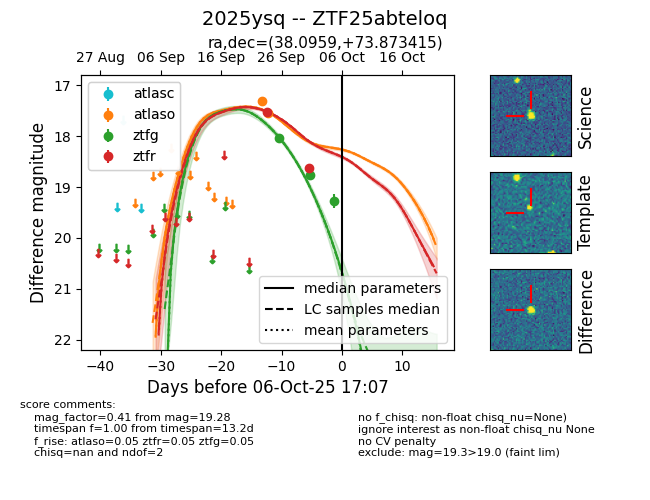 2025ysq -- ZTF25abteloq
ra,dec=(38.0959,+73.873415)
27 Aug 06 Sep 16 Sep 26 Sep 06 Oct 16 Oct
atlasc
atlaso
ztfg
ztfr
Difference magnitude
17
18
19
20
21
22
median parameters
LC samples median
mean parameters
−40 −30 −20 −10 0 10
Days before 06-Oct-25 17:07
Science
Template
Difference
score comments:
mag_factor=0.41 from mag=19.28
timespan f=1.00 from timespan=13.2d
f_rise: atlaso=0.05 ztfr=0.05 ztfg=0.05
chisq=nan and ndof=2
no f_chisq: non-float chisq_nu=None)
ignore interest as non-float chisq_nu None
no CV penalty
exclude: mag=19.3>19.0 (faint lim)